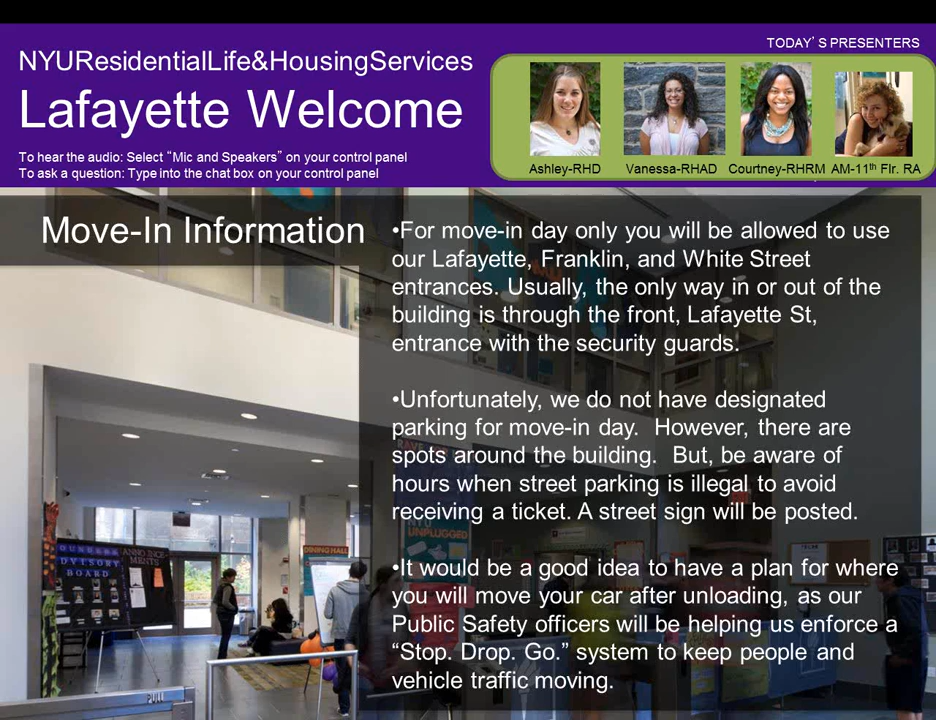 TODAY’S PRESENTERS
NYUResidentialLife&HousingServices
Lafayette Welcome
To hear the audio: Select “Mic and Speakers” on your control panel
To ask a question: Type into the chat box on your control panel
Ashley-RHD
Vanessa-RHAD
Courtney-RHRM
AM-11th Flr. RA
Move-In Information
•For move-in day only you will be allowed to use
our Lafayette, Franklin, and White Street
entrances. Usually, the only way in or out of the
building is through the front, Lafayette St,
entrance with the security guards.
•Unfortunately, we do not have designated
parking for move-in day. However, there are
spots around the building. But, be aware of
hours when street parking is illegal to avoid
receiving a ticket. A street sign will be posted.
•It would be a good idea to have a plan for where
you will move your car after unloading, as our
Public Safety officers will be helping us enforce a
“Stop. Drop. Go.” system to keep people and
vehicle traffic moving.
NYU
UNPLUGGED
DINING HALL
ANNOUNCE
MENTS
BOARD
PULL